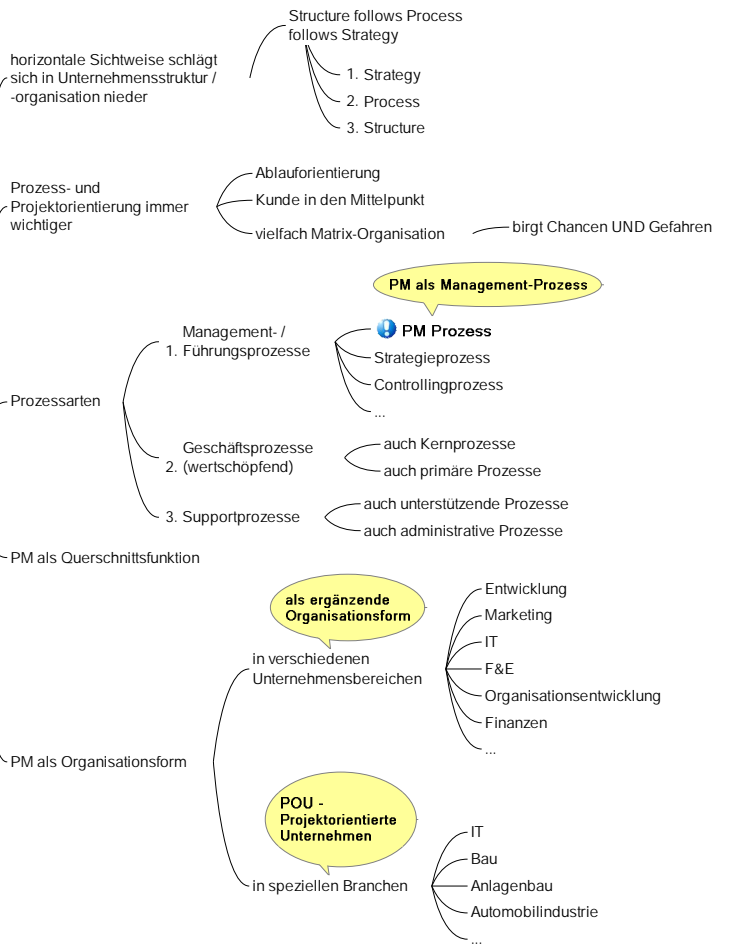 Structure follows Process
follows Strategy
horizontale Sichtweise schlägt
sich in Unternehmensstruktur /
-organisation nieder
1. Strategy
2. Process
3. Structure
Prozess- und
Projektorientierung immer
wichtiger
Ablauforientierung
Kunde in den Mittelpunkt
vielfach Matrix-Organisation
birgt Chancen UND Gefahren
Prozessarten
Management- /
1. Führungsprozesse
PM als Management-Prozess
PM Prozess
Strategieprozess
Controllingprozess
...
Geschäftsprozesse
2. (wertschöpfend)
auch Kernprozesse
auch primäre Prozesse
3. Supportprozesse
auch unterstützende Prozesse
auch administrative Prozesse
PM als Querschnittsfunktion
PM als Organisationsform
als ergänzende
Organisationsform
in verschiedenen
Unternehmensbereichen
Entwicklung
Marketing
IT
F&E
Organisationsentwicklung
Finanzen
...
POU -
Projektorientierte
Unternehmen
in speziellen Branchen
IT
Bau
Anlagenbau
Automobilindustrie
...